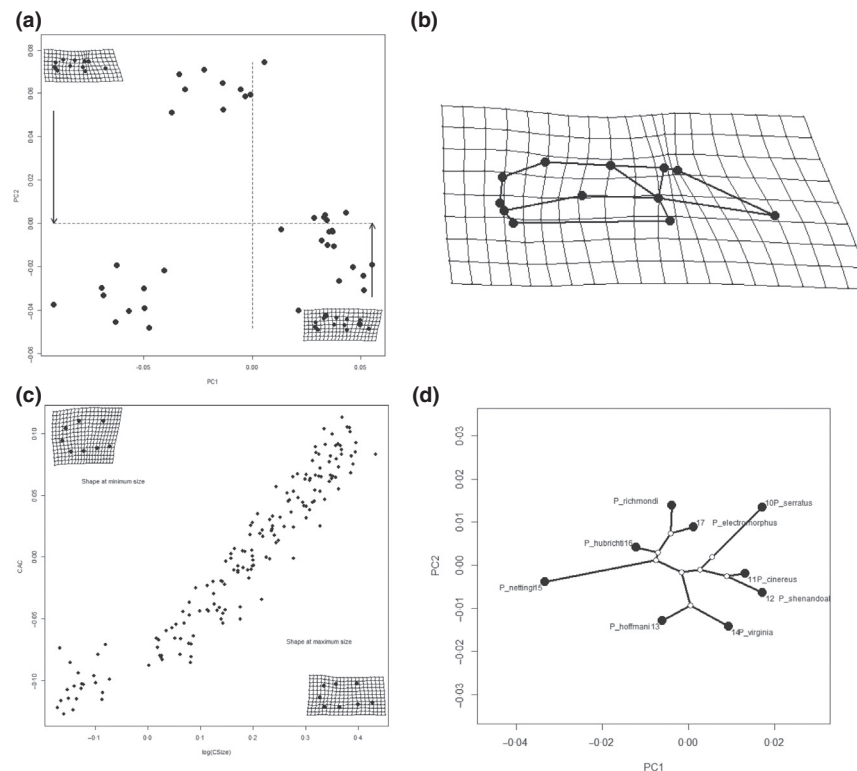 (a)
PC2
0·08
0·06
0·04
0·02
0·00
−0·02
−0·04
−0·06
−0·05
0·00
0·05
PC1
(b)
(c)
CAC
0·10
0·05
0·00
−0·05
−0·10
Shape at minimum size
Shape at maximum size
−0·1
0·0
0·1
0·2
0·3
0·4
log(CSize)
(d)
PC2
0·03
0·02
0·01
0·00
−0·01
−0·02
−0·03
P_richmondi
10P_serratus
17 P_electromorphus
P_hubrichti16
P_nettingi15
11P_cinereus
12 P_shenandoal
P_hoffmani13
14P_virginia
−0·04
−0·02
0·00
0·02
PC1